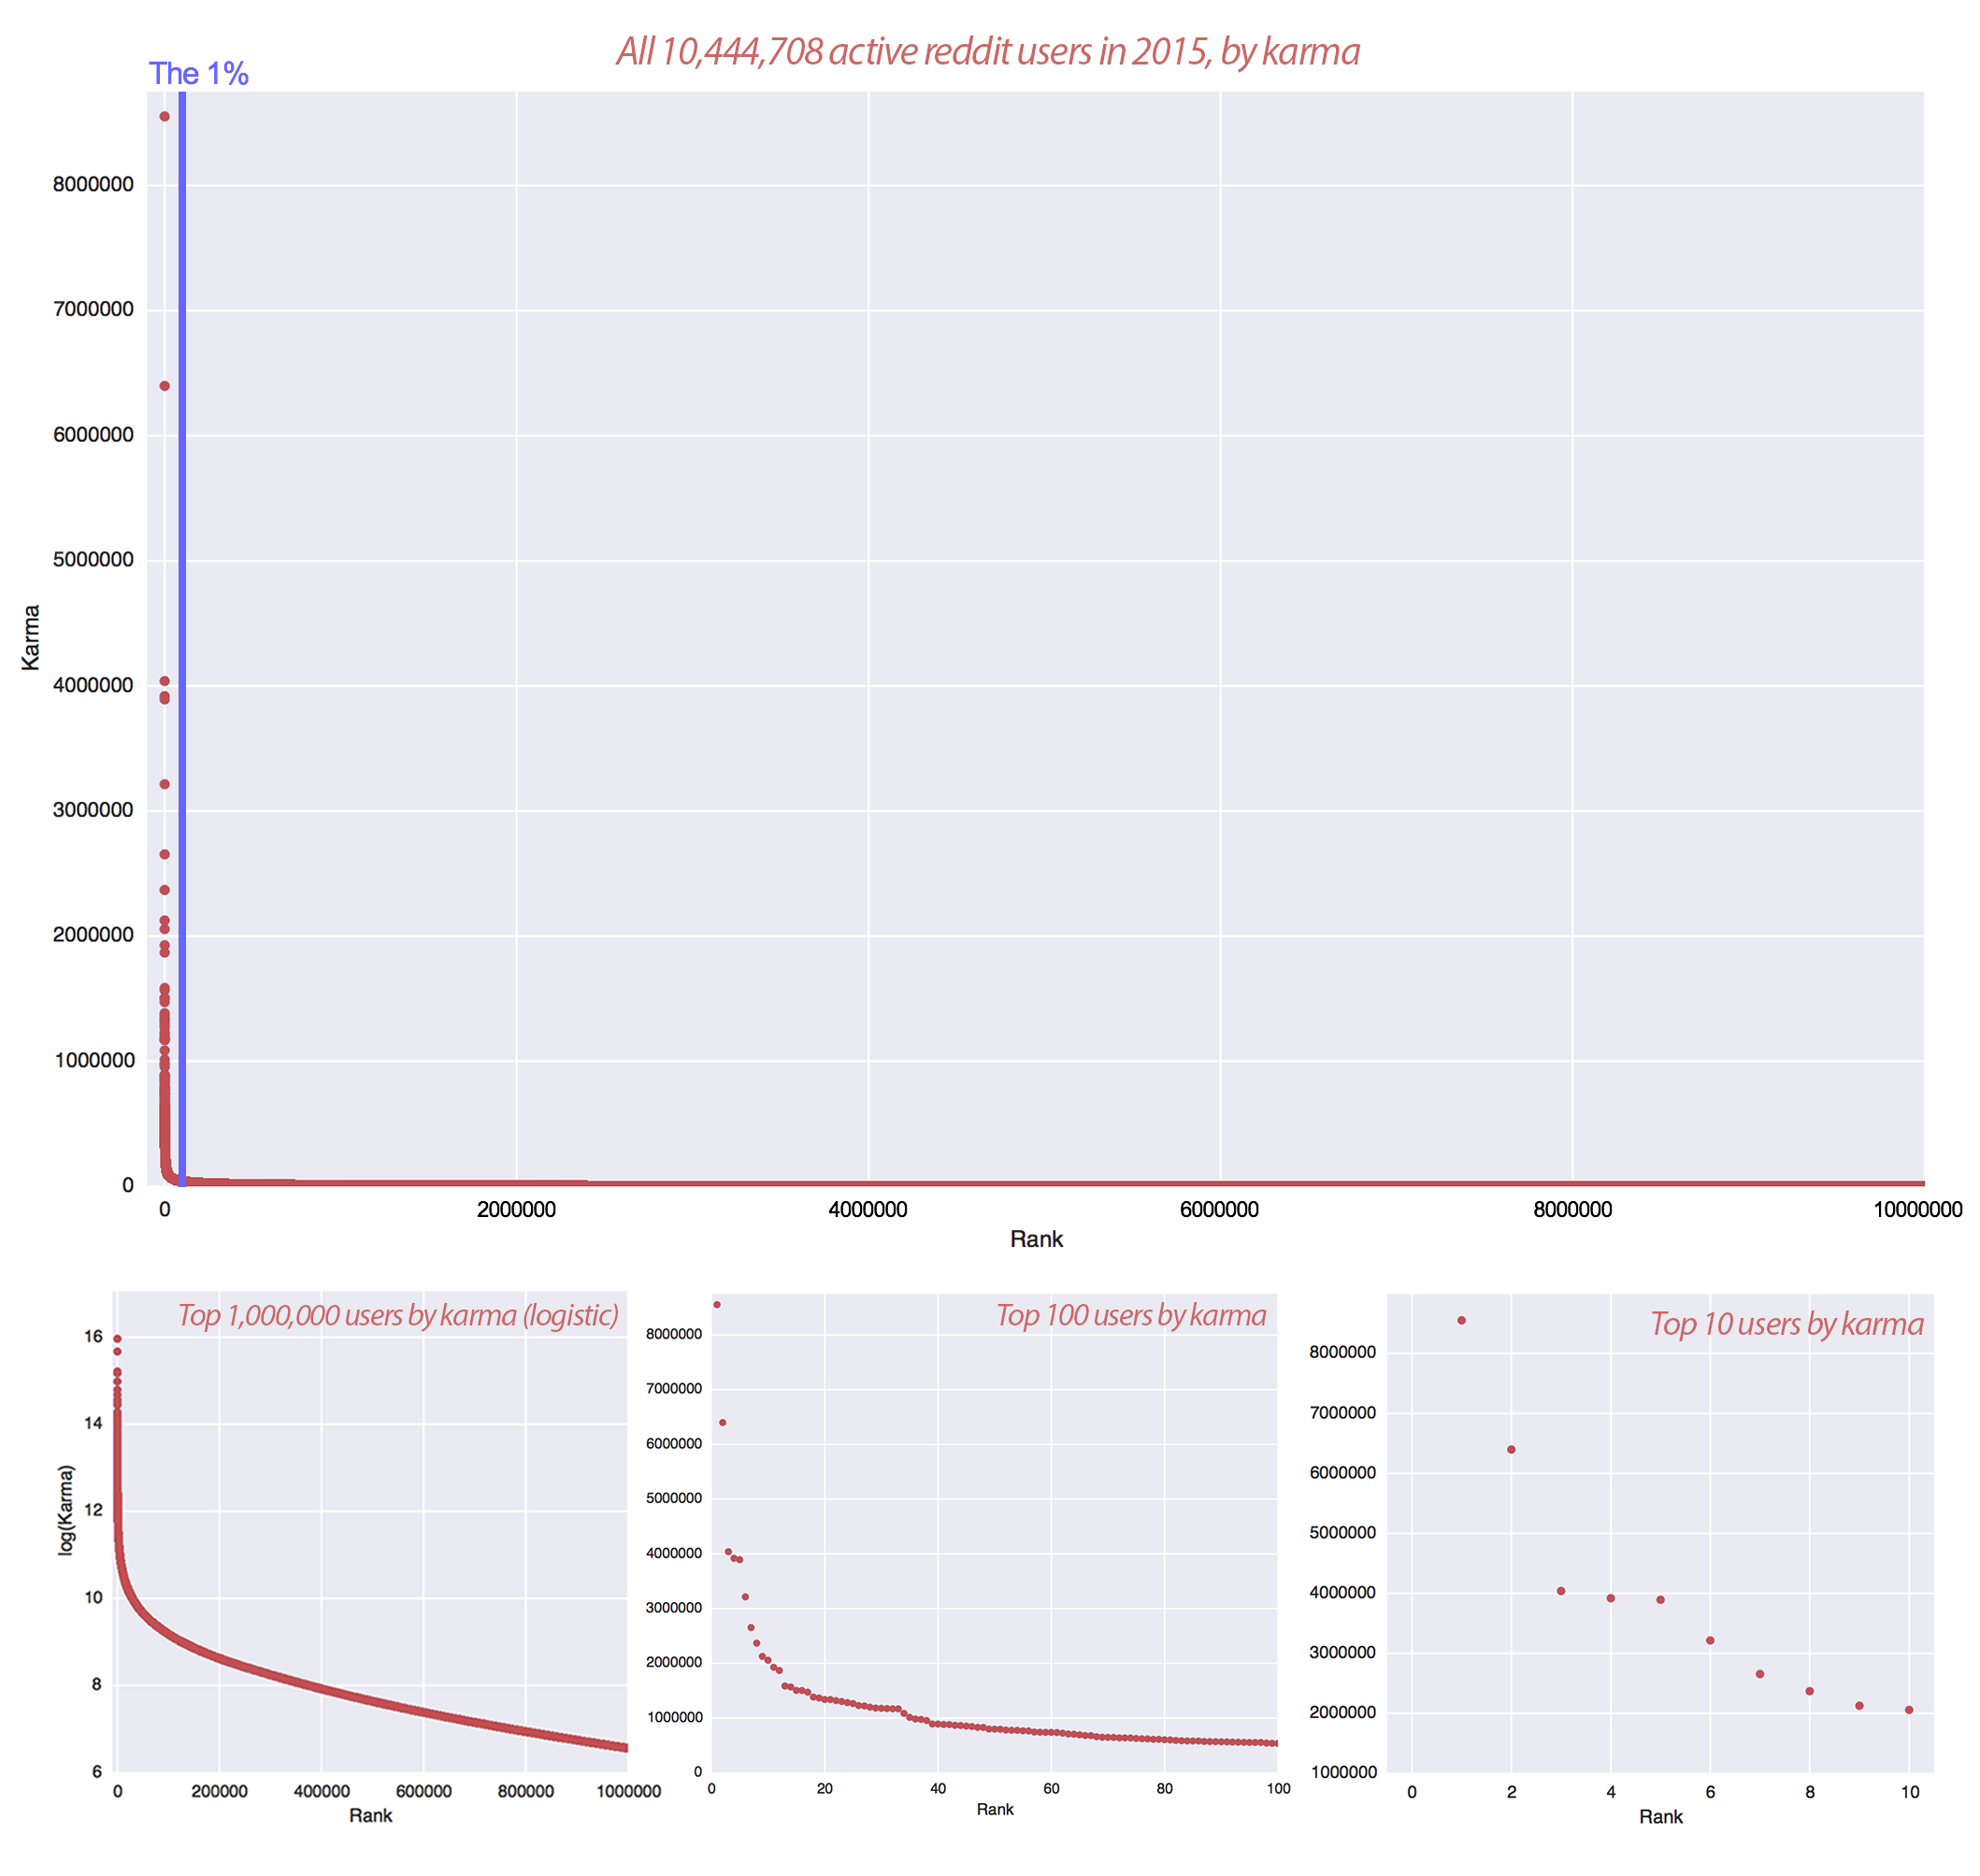 All 10,444,708 active reddit users in 2015, by karma
The 1%
8000000
7000000
6000000
5000000
4000000
3000000
2000000
1000000
0
Karma
0 2000000 4000000 6000000 8000000 10000000
Rank
Top 1,000,000 users by karma (logistic)
16
14
12
10
8
6
log(Karma)
0 200000 400000 600000 800000 1000000
Rank
Top 100 users by karma
8000000
7000000
6000000
5000000
4000000
3000000
2000000
1000000
0
0 20 40 60 80 100
Rank
Top 10 users by karma
8000000
7000000
6000000
5000000
4000000
3000000
2000000
1000000
0 2 4 6 8 10
Rank